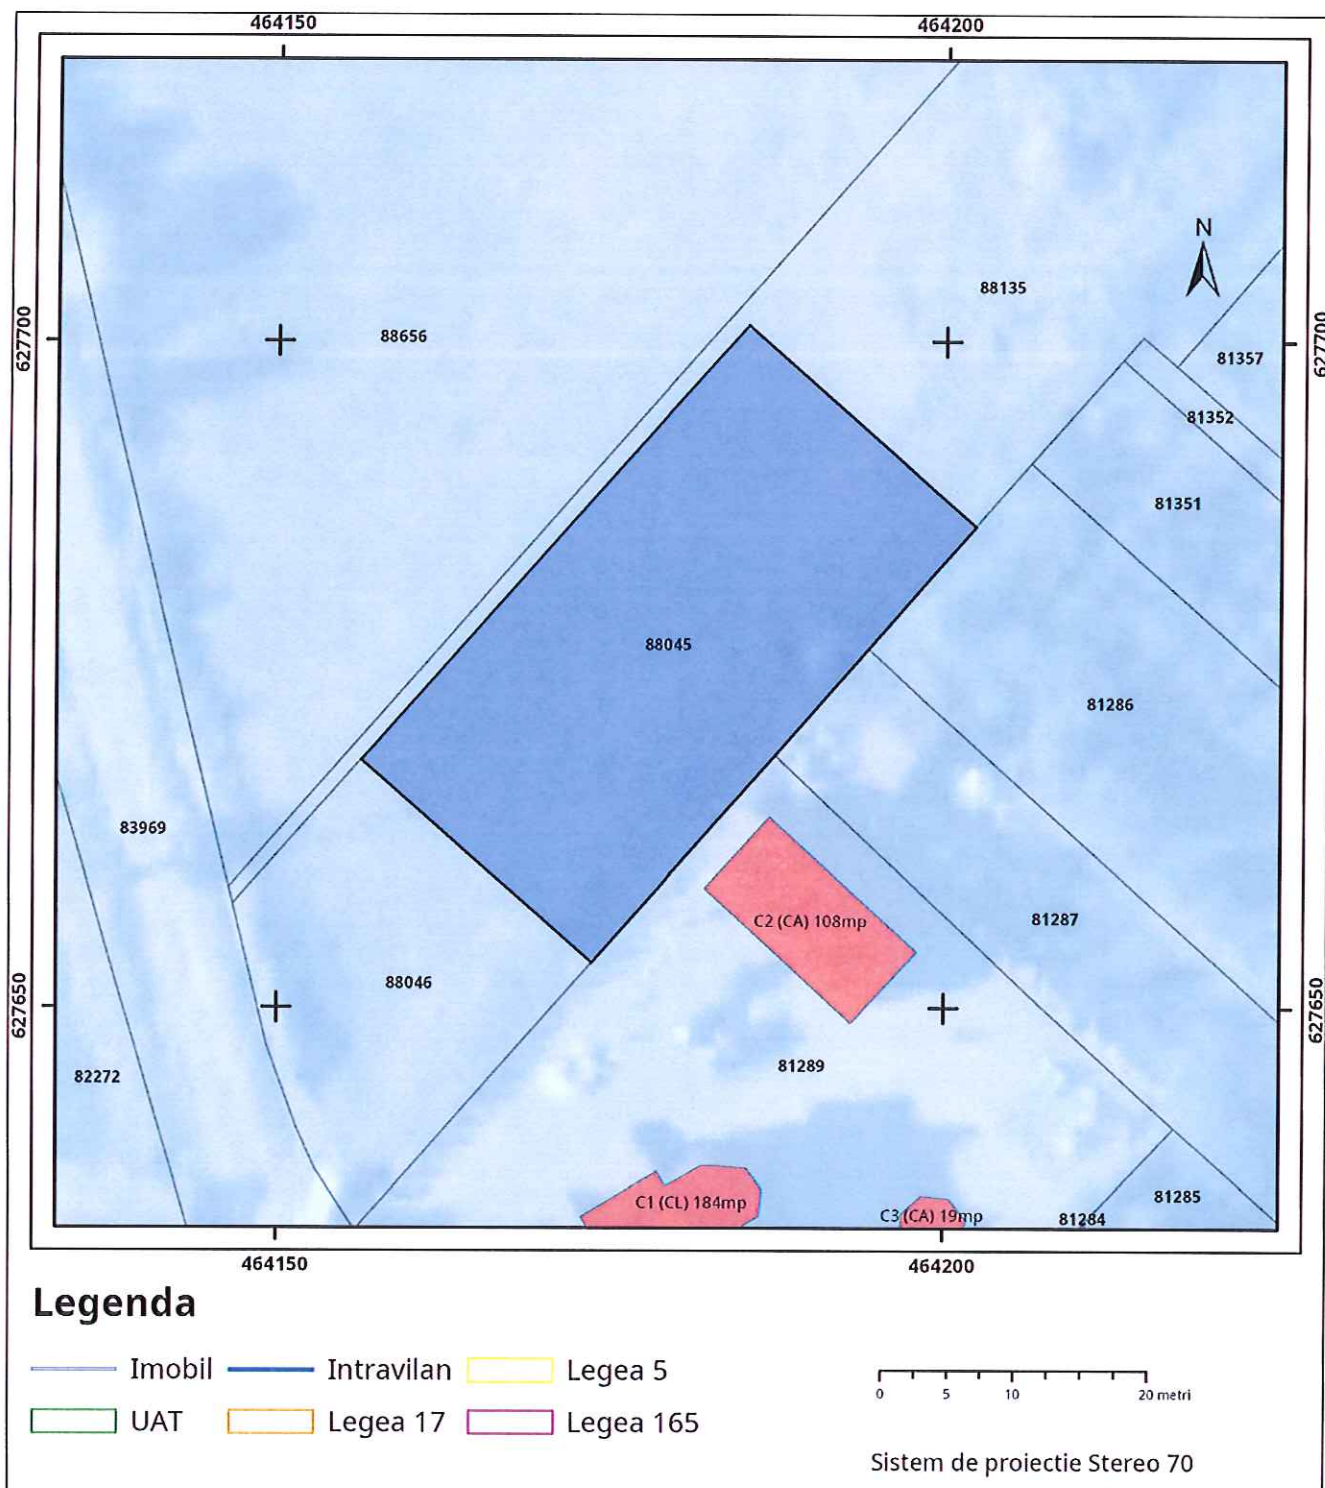 464150
464200
N
88135
627700
627700
88656
81357
81352
81351
88045
81286
83969
C2 (CA) 108mp
81287
88046
627650
627650
81289
82272
C1 (CL) 184mp
81285
C3 (CA) 19mp
81284
464150
464200
Legenda
Imobil Intravilan Legea 5
0 5 10 20 metri
UAT Legea 17 Legea 165
Sistem de proiectie Stereo 70